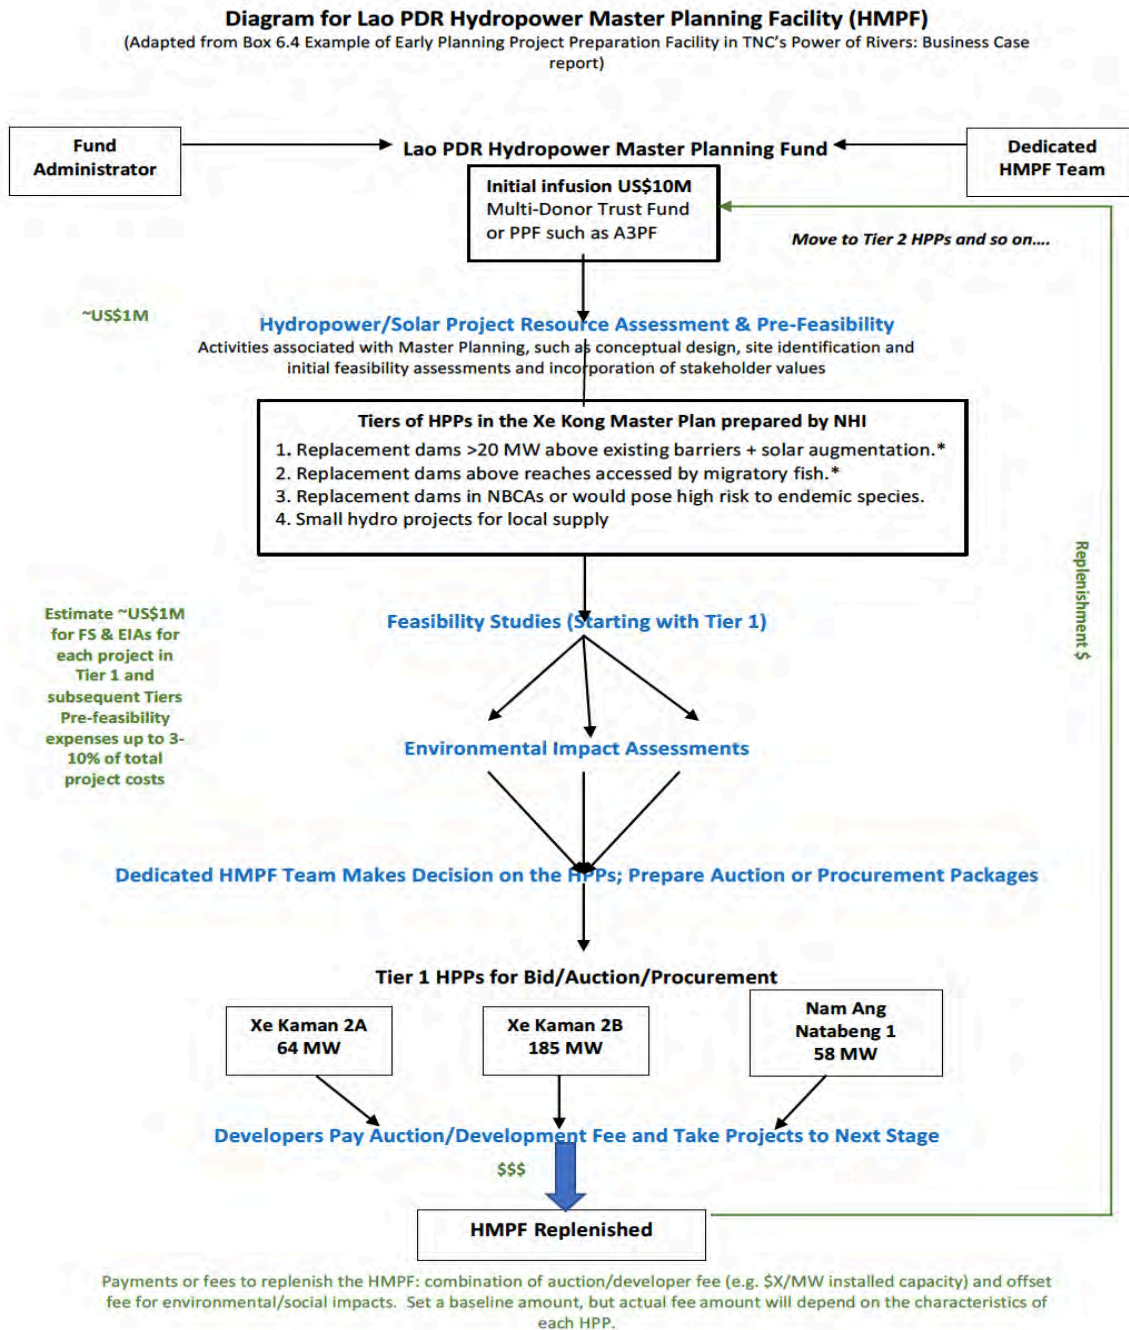 Diagram for Lao PDR Hydropower Master Planning Facility (HMPF)
(Adapted from Box 6.4 Example of Early Planning Project Preparation Facility in TNC's Power of Rivers: Business Case
report)
Fund
Administrator
Lao PDR Hydropower Master Planning Fund
Dedicated
HMPF Team
Initial infusion US$10M
Multi-Donor Trust Fund
or PPF such as A3PF
Move to Tier 2 HPPs and so on....
~US$1M
Hydropower/Solar Project Resource Assessment & Pre-Feasibility
Activities associated with Master Planning, such as conceptual design, site identification and
initial feasibility assessments and incorporation of stakeholder values
Tiers of HPPs in the Xe Kong Master Plan prepared by NHI
1. Replacement dams >20 MW above existing barriers + solar augmentation.*
2. Replacement dams above reaches accessed by migratory fish.*
3. Replacement dams in NBCAs or would pose high risk to endemic species.
4. Small hydro projects for local supply
Replenishment $
Estimate ~US$1M
for FS & EIAs for
each project in
Tier 1 and
subsequent Tiers
Pre-feasibility
expenses up to 3-
10% of total
project costs
Feasibility Studies (Starting with Tier 1)
Environmental Impact Assessments
Dedicated HMPF Team Makes Decision on the HPPs; Prepare Auction or Procurement Packages
Tier 1 HPPs for Bid/Auction/Procurement
Xe Kaman 2A
64 MW
Xe Kaman 2B
185 MW
Nam Ang
Natabeng 1
58 MW
Developers Pay Auction/Development Fee and Take Projects to Next Stage
$$$
HMPF Replenished
Payments or fees to replenish the HMPF: combination of auction/developer fee (e.g. $X/MW installed capacity) and offset
fee for environmental/social impacts.  Set a baseline amount, but actual fee amount will depend on the characteristics of
each HPP.